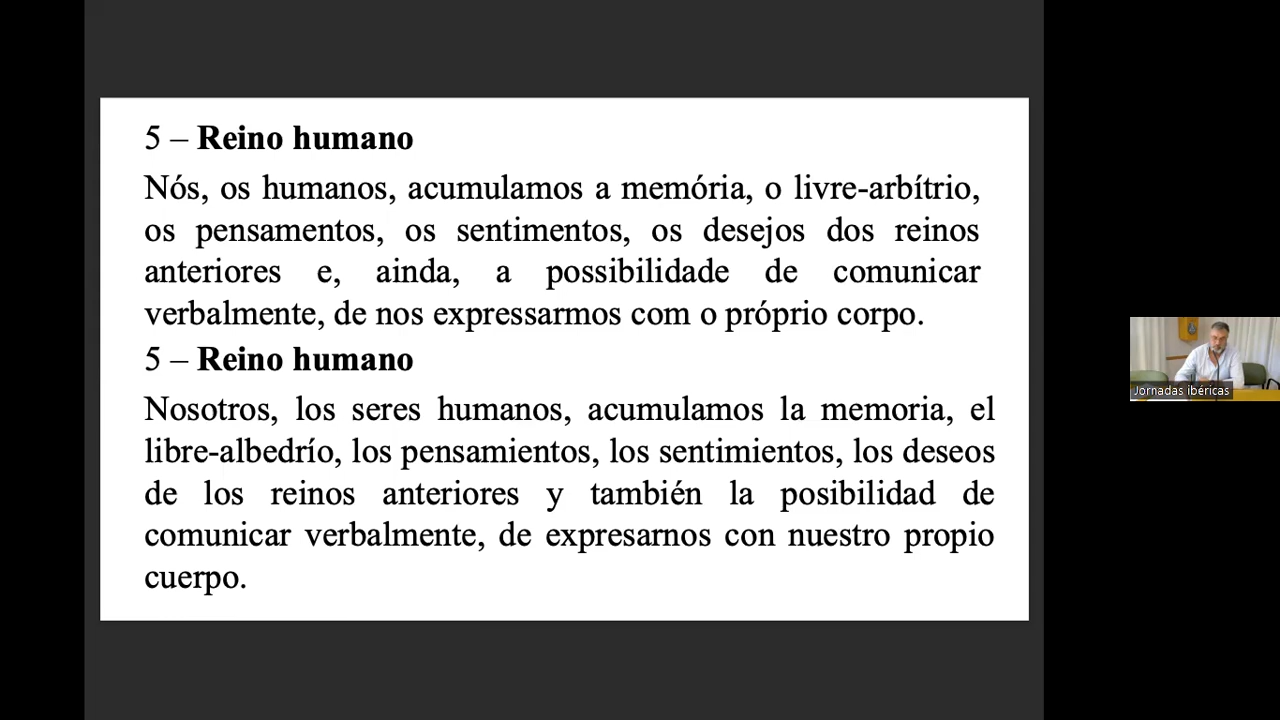 5 – Reino humano
Nós, os humanos, acumulamos a memória, o livre-arbítrio,
os pensamentos, os sentimentos, os desejos dos reinos
anteriores e, ainda, a possibilidade de comunicar
verbalmente, de nos expressarmos com o próprio corpo.
5 – Reino humano
Nosotros, los seres humanos, acumulamos la memoria, el
libre-albedrío, los pensamientos, los sentimientos, los deseos
de los reinos anteriores y también la posibilidad de
comunicar verbalmente, de expresarnos con nuestro propio
cuerpo.
Jornadas ibéricas